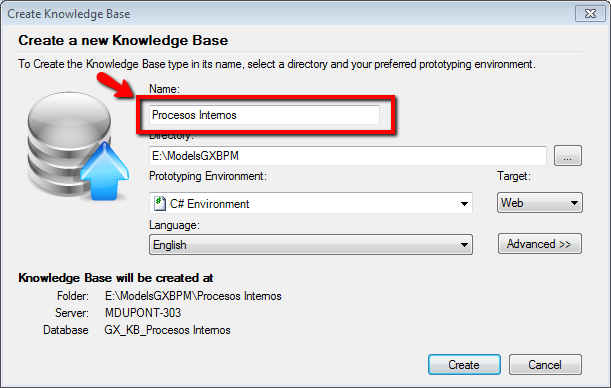 Create Knowledge Base
Create a new Knowledge Base
To Create the Knowledge Base type in its name, select a directory and your preferred prototyping environment.
Name:
Procesos Internos
Directory:
E:\ModelsGXBPM
...
Prototyping Environment:
Target:
C# Environment
Web
Language:
English
Advanced >>
Knowledge Base will be created at
Folder: E:\ModelsGXBPM\Procesos Internos
Server: MDUPONT-303
Database GX_KB_Procesos Internos
Create
Cancel